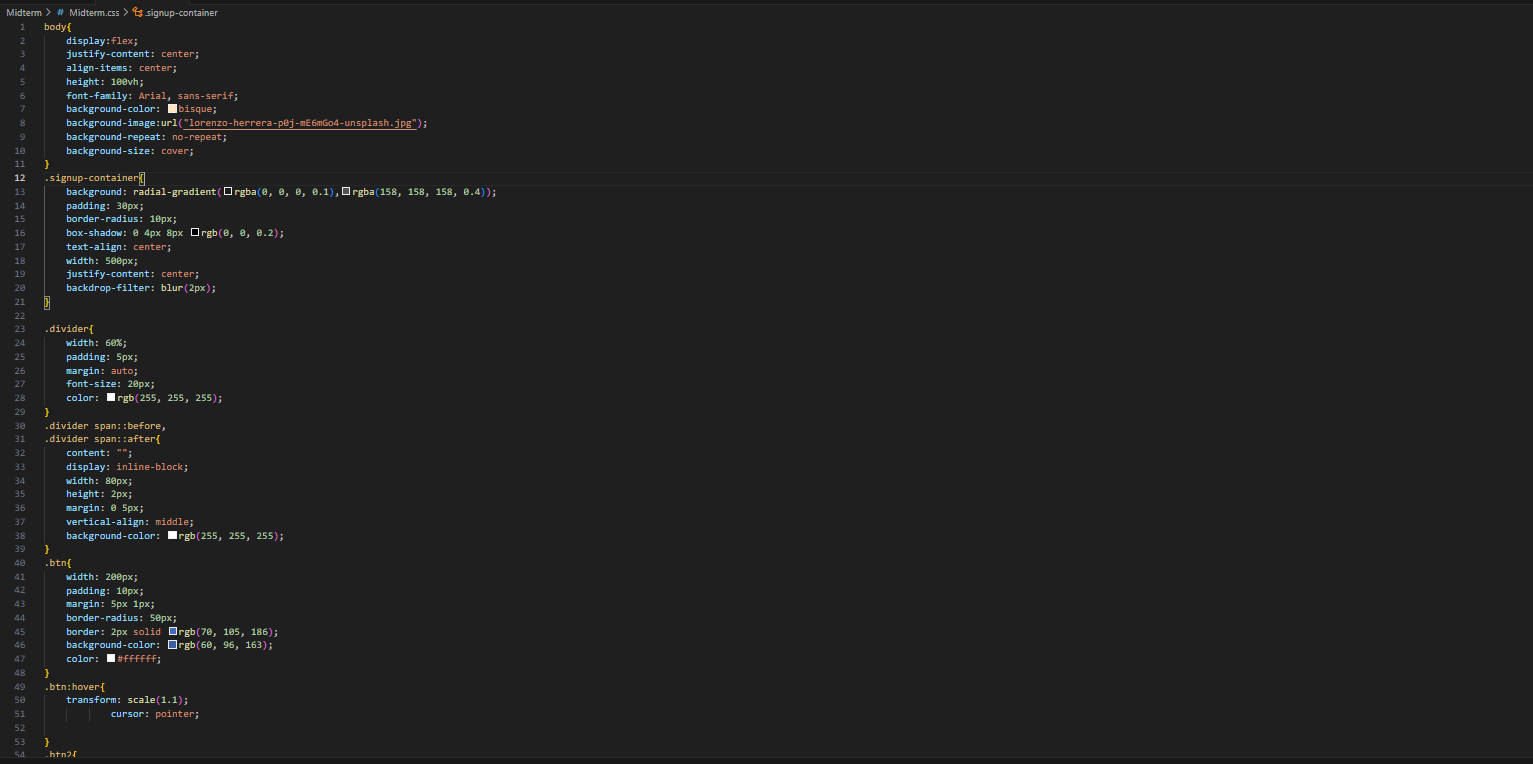 Midterm > # Midterm.css > .signup-container
1 body{
2 display:flex;
3 justify-content: center;
4 align-items: center;
5 height: 100vh;
6 font-family: Arial, sans-serif;
7 background-color: bisque;
8 background-image:url("lorenzo-herrera-p0j-mE6mGo4-unsplash.jpg");
9 background-repeat: no-repeat;
10 background-size: cover;
11 }
12 .signup-container{
13 background: radial-gradient(rgba(0, 0, 0, 0.1),rgba(158, 158, 158, 0.4));
14 padding: 30px;
15 border-radius: 10px;
16 box-shadow: 0 4px 8px rgb(0, 0, 0.2);
17 text-align: center;
18 width: 500px;
19 justify-content: center;
20 backdrop-filter: blur(2px);
21 }
22
23 .divider{
24 width: 60%;
25 padding: 5px;
26 margin: auto;
27 font-size: 20px;
28 color: rgb(255, 255, 255);
29 }
30 .divider span::before,
31 .divider span::after{
32 content: "";
33 display: inline-block;
34 width: 80px;
35 height: 2px;
36 margin: 0 5px;
37 vertical-align: middle;
38 background-color: rgb(255, 255, 255);
39 }
40 .btn{
41 width: 200px;
42 padding: 10px;
43 margin: 5px 1px;
44 border-radius: 50px;
45 border: 2px solid rgb(70, 105, 186);
46 background-color: rgb(60, 96, 163);
47 color: #ffffff;
48 }
49 .btn:hover{
50 transform: scale(1.1);
51 cursor: pointer;
52
53 }
54 .btn2{